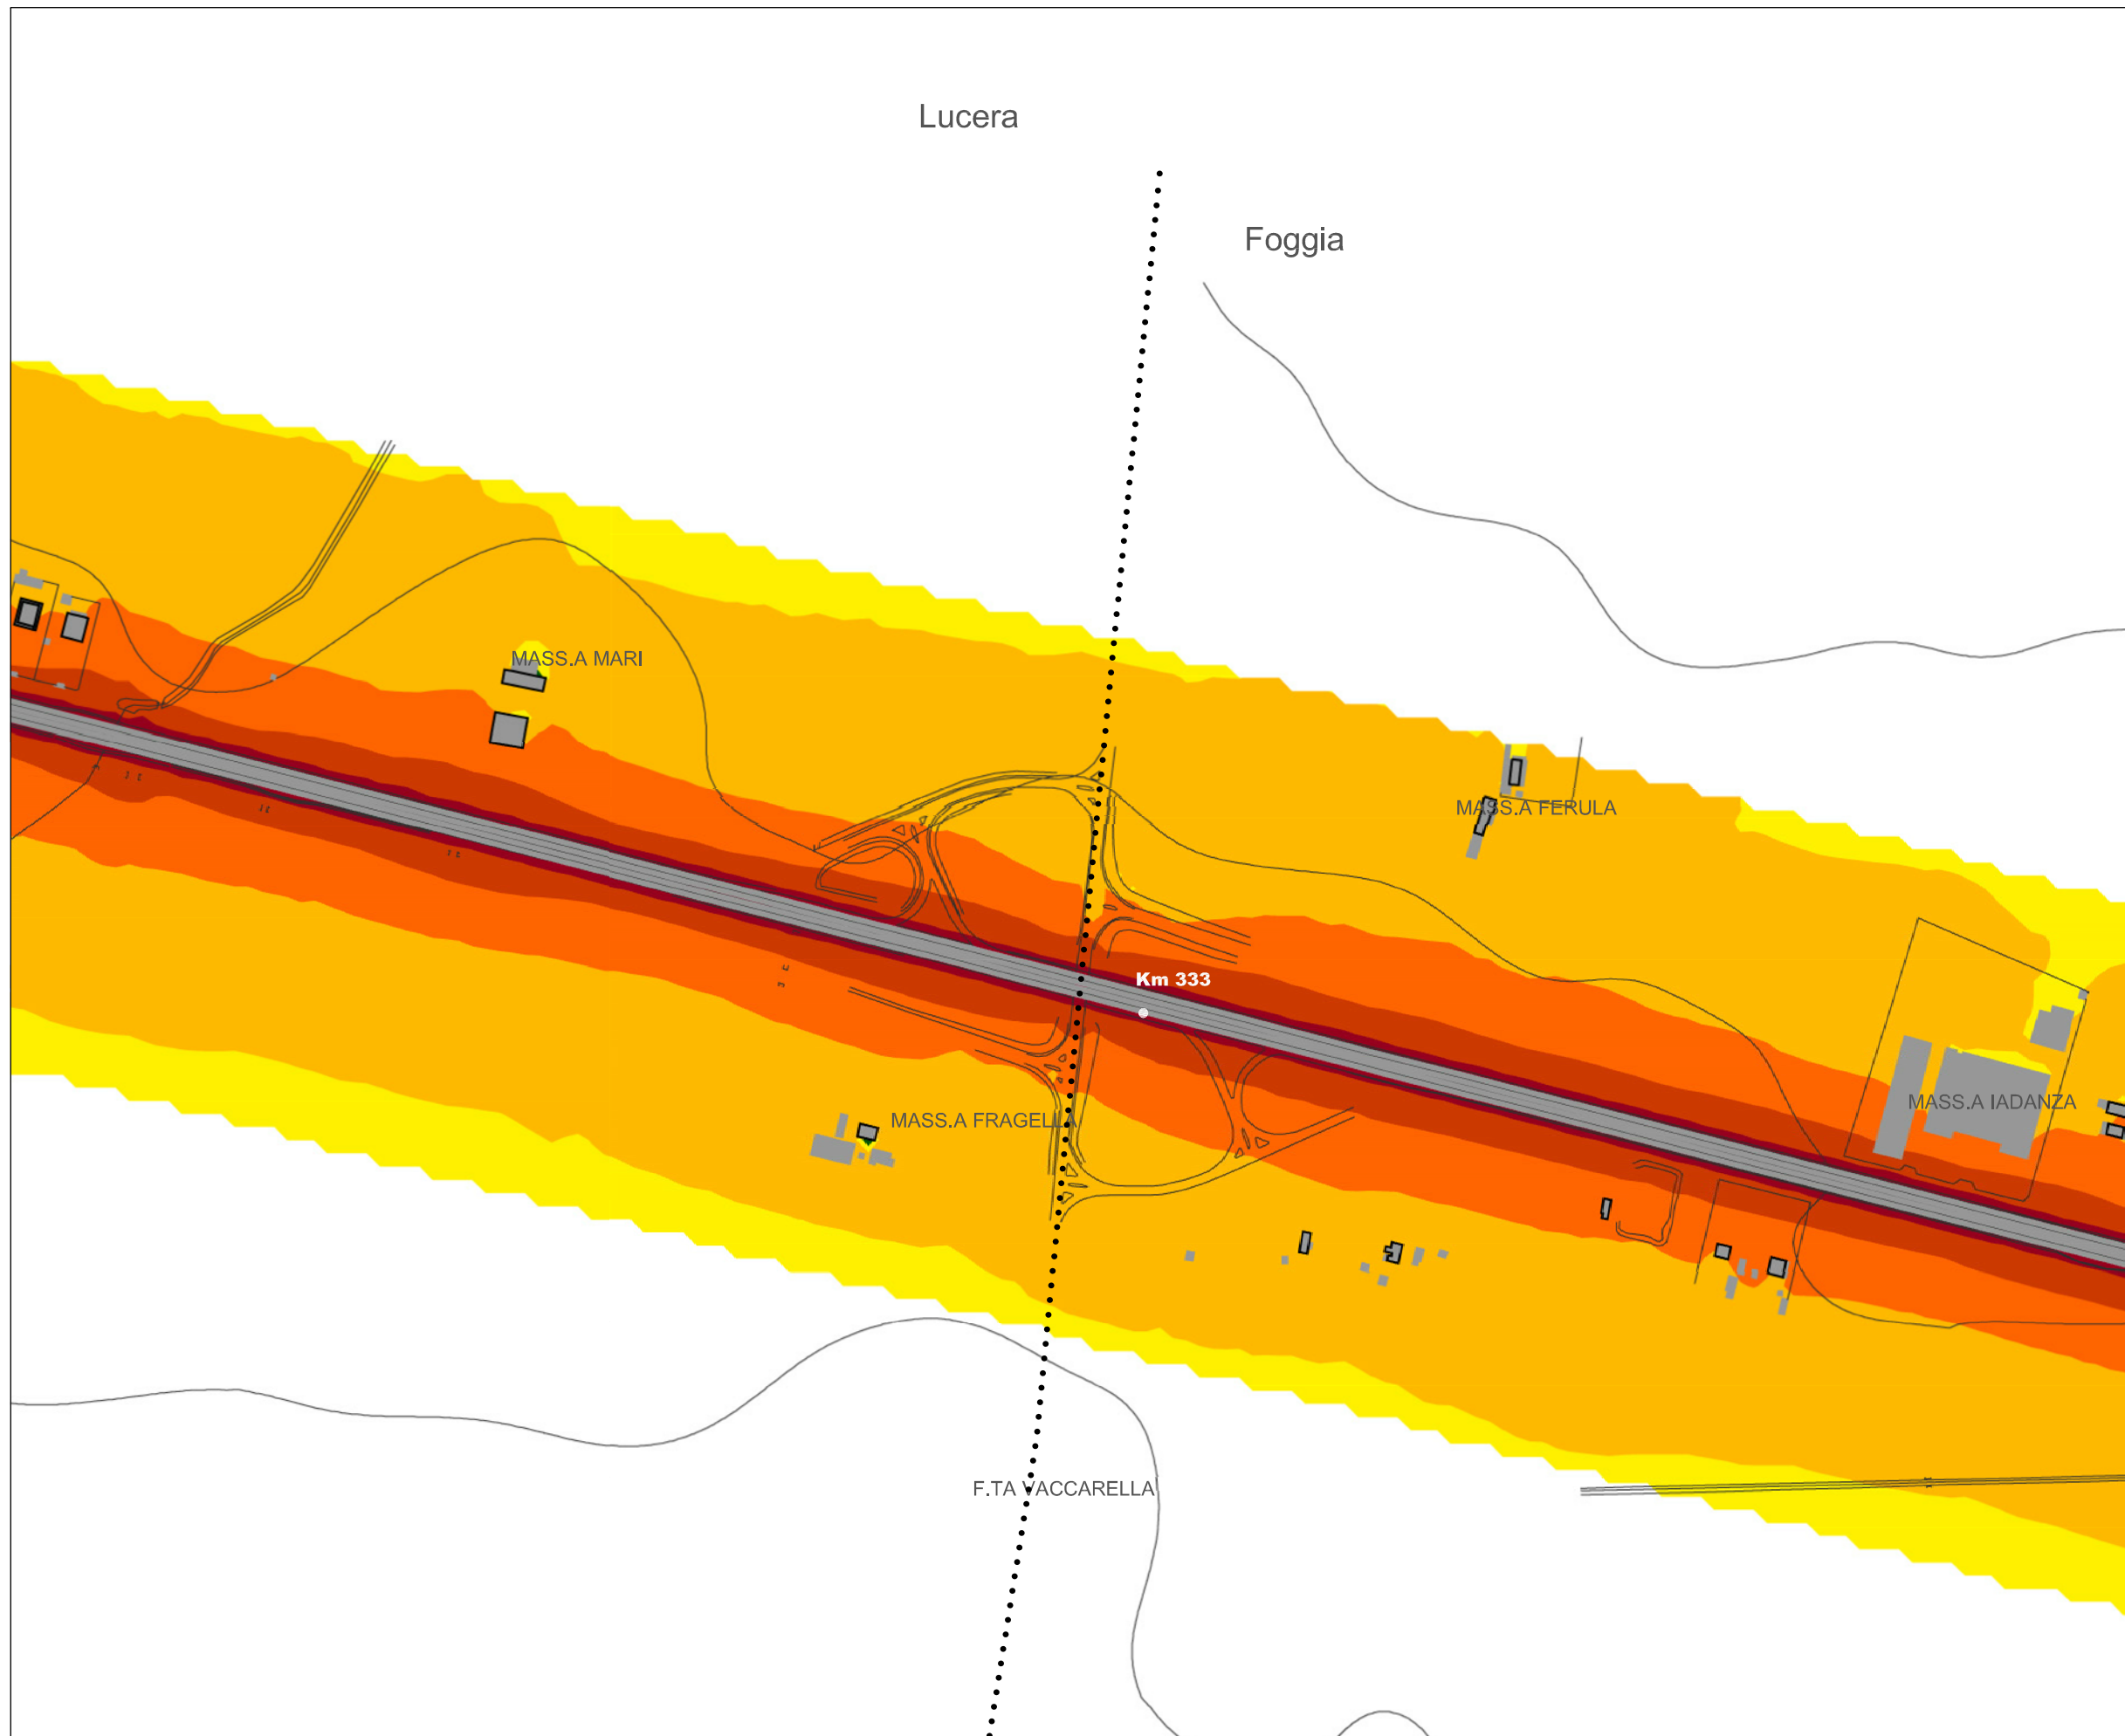 Lucera
Foggia
MASS.A MARI
MASS.A FERULA
Km 333
MASS.A IADANZA
MASS.A FRAGELLA
F.TA VACCARELLA